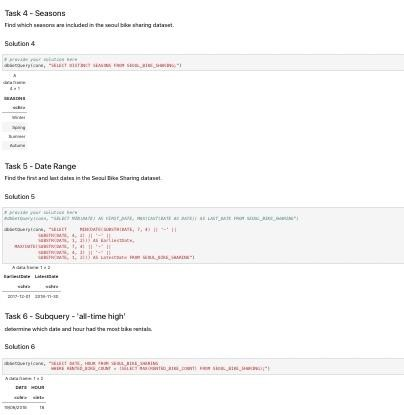 Task 4 - Seasons
Find which seasons are included in the seoul bike sharing dataset.
Solution 4
# provide your solution here
dbGetQuery(conn, "SELECT DISTINCT SEASONS FROM SEOUL_BIKE_SHARING;")
A
data frame:
4 × 1
SEASONS
<chr>
Winter
Spring
Summer
Autumn
Task 5 - Date Range
Find the first and last dates in the Seoul Bike Sharing dataset.
Solution 5
# provide your solution here
#dbGetQuery(conn, "SELECT MIN(DATE) AS FIRST_DATE, MAX(CAST(DATE AS DATE)) AS LAST_DATE FROM SEOUL_BIKE_SHARING")
dbGetQuery(conn, "SELECT MIN(DATE(SUBSTR(DATE, 7, 4) || '-' ||
SUBSTR(DATE, 4, 2) || '-' ||
SUBSTR(DATE, 1, 2))) AS EarliestDate,
MAX(DATE(SUBSTR(DATE, 7, 4) || '-' ||
SUBSTR(DATE, 4, 2) || '-' ||
SUBSTR(DATE, 1, 2))) AS LatestDate FROM SEOUL_BIKE_SHARING")
A data.frame: 1 × 2
EarliestDate LatestDate
<chr> <chr>
2017-12-01 2018-11-30
Task 6 - Subquery - 'all-time high'
determine which date and hour had the most bike rentals.
Solution 6
dbGetQuery(conn, "SELECT DATE, HOUR FROM SEOUL_BIKE_SHARING
WHERE RENTED_BIKE_COUNT = (SELECT MAX(RENTED_BIKE_COUNT) FROM SEOUL_BIKE_SHARING);")
A data.frame: 1 × 2
DATE HOUR
<chr> <int>
19/06/2018 18